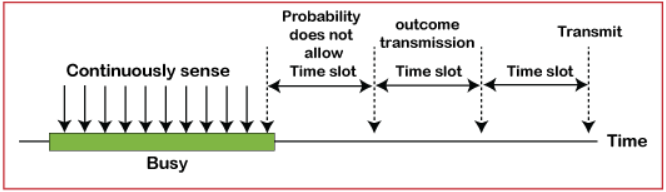 Probability
does not
allow
Time slot
outcome
transmission
Time slot
Transmit
Time slot
Continuously sense
Busy
Time